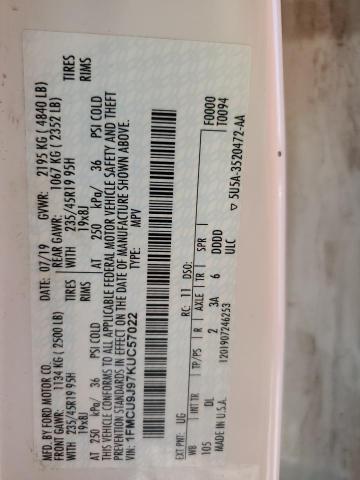 MFD. BY FORD MOTOR CO.
DATE: 07/19 GVWR: 2195 KG ( 4840 LB)
FRONT GAWR: 1134 KG ( 2500 LB) REAR GAWR: 1067 KG ( 2352 LB)
WITH 235/45R19 95H TIRES WITH 235/45R19 95H TIRES
19x8J RIMS 19x8J RIMS
AT 250 kPa/ 36 PSI COLD AT 250 kPa/ 36 PSI COLD
THIS VEHICLE CONFORMS TO ALL APPLICABLE FEDERAL MOTOR VEHICLE SAFETY AND THEFT
PREVENTION STANDARDS IN EFFECT ON THE DATE OF MANUFACTURE SHOWN ABOVE.
VIN: 1FMCU9J97KUC57022 TYPE: MPV
F0000
T0094
EXT PNT: UG RC: 11 DSO:
WB INT TR TP/PS R AXLE TR SPR
105 DL 2 3A 6 DDDD
MADE IN U.S.A. ULC
1201907246253
▽ 5U5A-3520472-AA